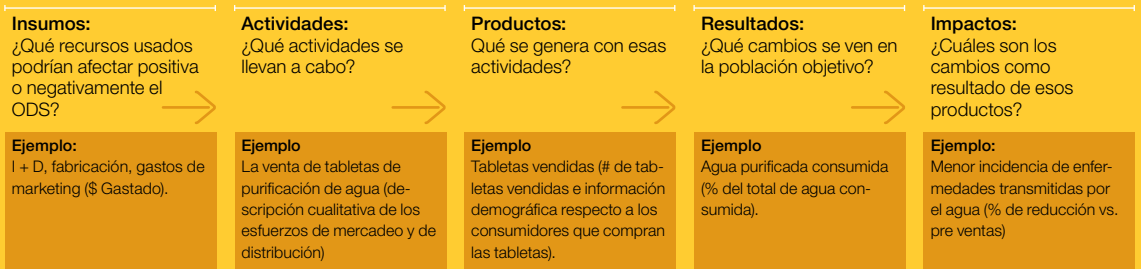 Insumos:
¿Qué recursos usados
podrían afectar positiva
o negativamente el
ODS?
Ejemplo:
I + D, fabricación, gastos de
marketing ($ Gastado).
Actividades:
¿Qué actividades se
llevan a cabo?
Ejemplo
La venta de tabletas de
purificación de agua (de-
scripción cualitativa de los
esfuerzos de mercadeo y de
distribución)
Productos:
Qué se genera con esas
actividades?
Ejemplo
Tabletas vendidas (# de tab-
letas vendidas e información
demográfica respecto a los
consumidores que compran
las tabletas).
Resultados:
¿Qué cambios se ven en
la población objetivo?
Ejemplo
Agua purificada consumida
(% del total de agua con-
sumida).
Impactos:
¿Cuáles son los
cambios como
resultado de esos
productos?
Ejemplo:
Menor incidencia de enfer-
medades transmitidas por
el agua (% de reducción vs.
pre ventas)